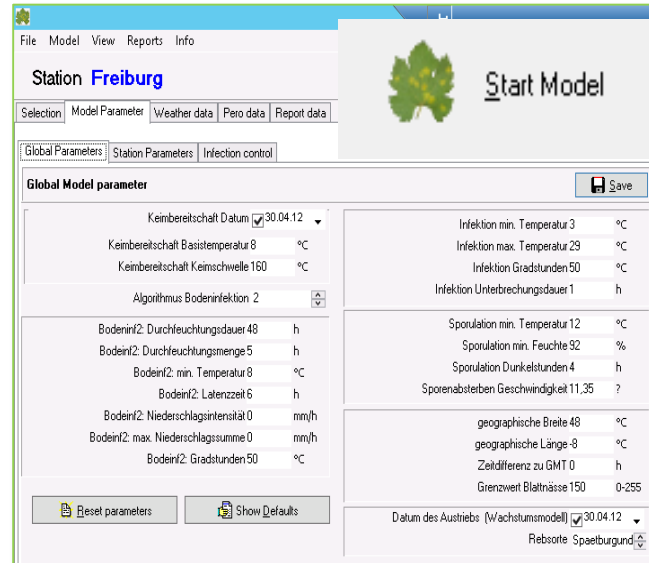 File Model View Reports Info
Station Freiburg
Start Model
Selection Model Parameter Weather data Pero data Report data
Global Parameters Station Parameters Infection control
Global Model parameter
Save
Keimbereitschaft Datum 30.04.12
Keimbereitschaft Basistemperatur 8 °C
Keimbereitschaft Keimschwelle 160 °C
Algorithmus Bodeninfektion 2
Bodeninf2: Durchfeuchtungsdauer 48 h
Bodeninf2: Durchfeuchtungsmenge 5 h
Bodeinf2: min. Temperatur 8 °C
Bodeinf2: Latenzzeit 6 h
Bodeinf2: Niederschlagsintensität 0 mm/h
Bodeinf2: max. Niederschlagssumme 0 mm/h
Bodeinf2: Gradstunden 50 °C
Reset parameters Show Defaults
Infektion min. Temperatur 3 °C
Infektion max. Temperatur 29 °C
Infektion Gradstunden 50 °C
Infektion Unterbrechungsdauer 1 h
Sporulation min. Temperatur 12 °C
Sporulation min. Feuchte 92 %
Sporulation Dunkelstunden 4 h
Sporenabsterben Geschwindigkeit 11,35 ?
geographische Breite 48 °C
geographische Länge -8 °C
Zeitdifferenz zu GMT 0 h
Grenzwert Blattnässe 150 0-255
Datum des Austriebs (Wachstumsmodell) 30.04.12
Rebsorte Spaetburgund